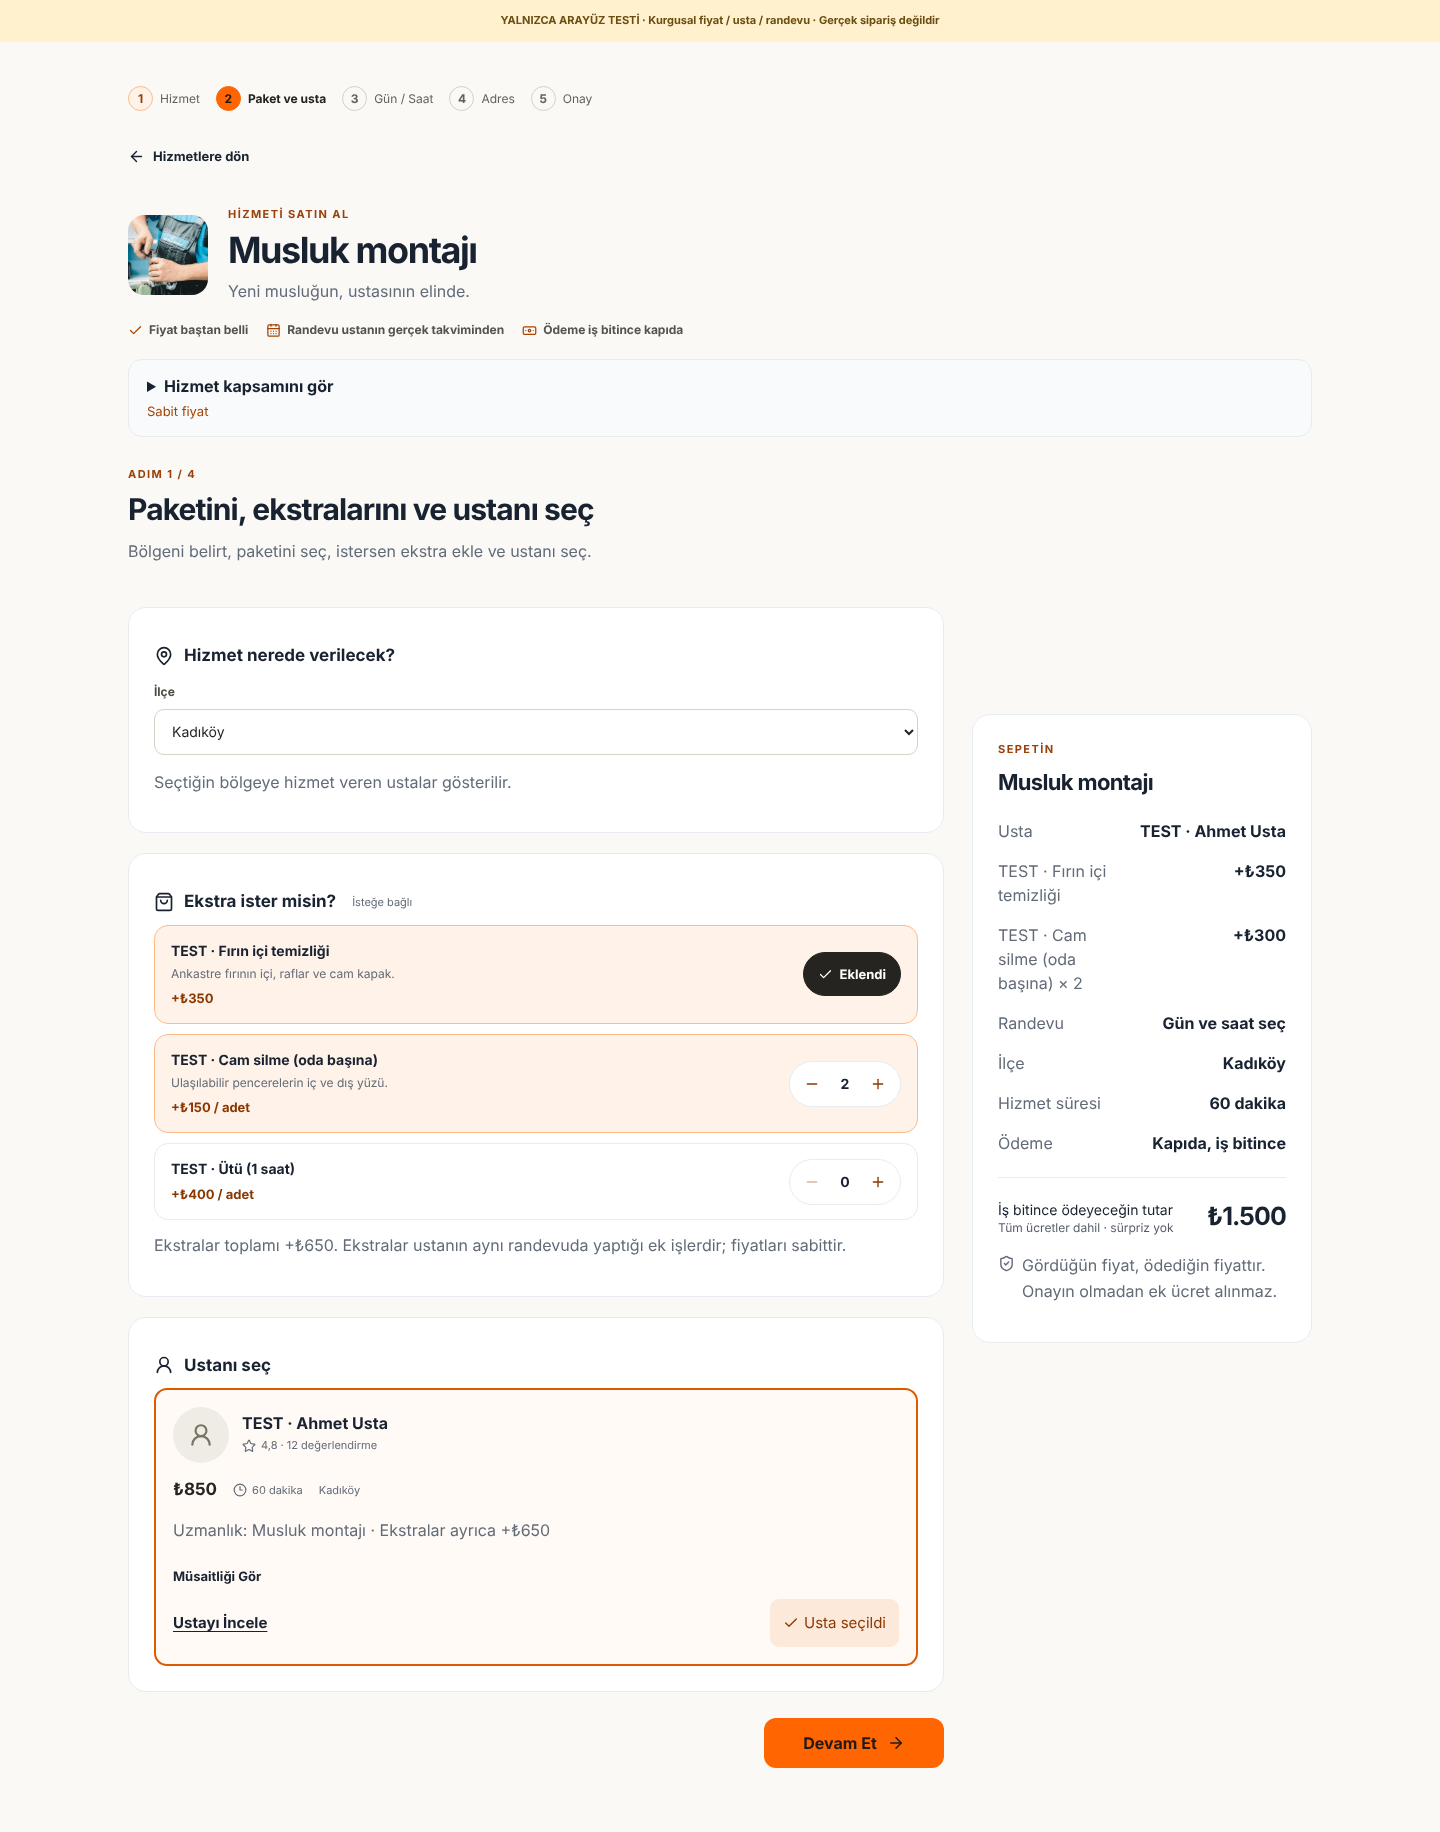 YALNIZCA ARAYÜZ TESTİ · Kurgusal fiyat / usta / randevu · Gerçek sipariş değildir
1 Hizmet 2 Paket ve usta 3 Gün / Saat 4 Adres 5 Onay
Hizmetlere dön
HİZMETİ SATIN AL
Musluk montajı
Yeni musluğun, ustasının elinde.
Fiyat baştan belli Randevu ustanın gerçek takviminden Ödeme iş bitince kapıda
Hizmet kapsamını gör
Sabit fiyat
ADIM 1 / 4
Paketini, ekstralarını ve ustanı seç
Bölgeni belirt, paketini seç, istersen ekstra ekle ve ustanı seç.
Hizmet nerede verilecek?
İlçe
Kadıköy
Seçtiğin bölgeye hizmet veren ustalar gösterilir.
Ekstra ister misin? İsteğe bağlı
TEST · Fırın içi temizliği
Ankastre fırının içi, raflar ve cam kapak.
+₺350
Eklendi
TEST · Cam silme (oda başına)
Ulaşılabilir pencerelerin iç ve dış yüzü.
+₺150 / adet
− 2 +
TEST · Ütü (1 saat)
+₺400 / adet
− 0 +
Ekstralar toplamı +₺650. Ekstralar ustanın aynı randevuda yaptığı ek işlerdir; fiyatları sabittir.
Ustanı seç
TEST · Ahmet Usta
4,8 · 12 değerlendirme
₺850 60 dakika Kadıköy
Uzmanlık: Musluk montajı · Ekstralar ayrıca +₺650
Müsaitliği Gör
Ustayı İncele
Usta seçildi
Devam Et
SEPETİN
Musluk montajı
Usta TEST · Ahmet Usta
TEST · Fırın içi +₺350
temizliği
TEST · Cam +₺300
silme (oda
başına) × 2
Randevu Gün ve saat seç
İlçe Kadıköy
Hizmet süresi 60 dakika
Ödeme Kapıda, iş bitince
İş bitince ödeyeceğin tutar ₺1.500
Tüm ücretler dahil · sürpriz yok
Gördüğün fiyat, ödediğin fiyattır.
Onayın olmadan ek ücret alınmaz.